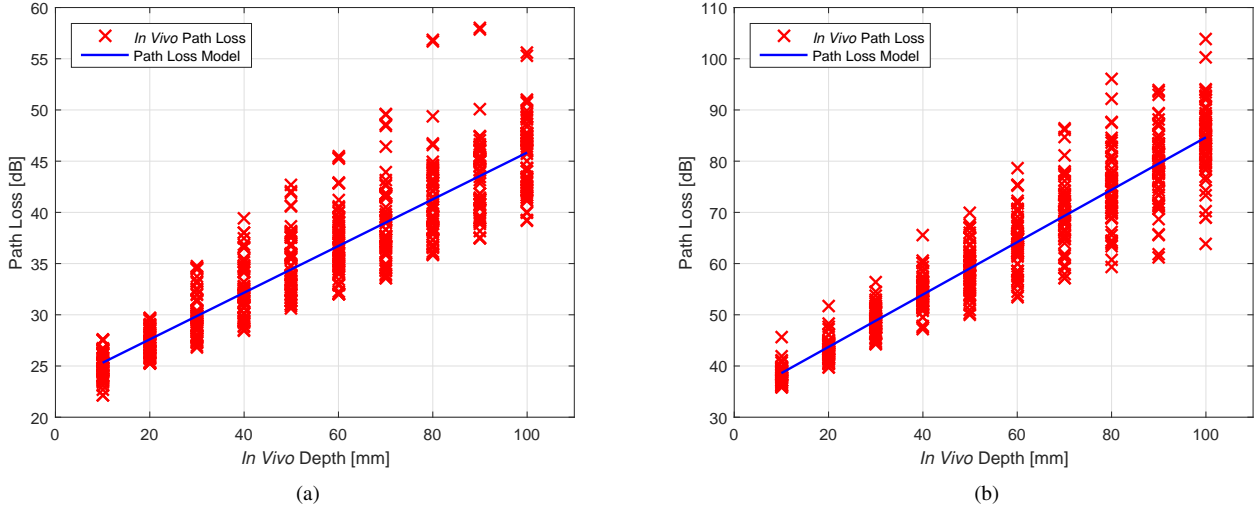 60
55
50
45
40
35
30
25
20
Path Loss [dB]
In Vivo Path Loss
Path Loss Model
0 20 40 60 80 100
In Vivo Depth [mm]
(a)
110
100
90
80
70
60
50
40
30
Path Loss [dB]
In Vivo Path Loss
Path Loss Model
0 20 40 60 80 100
In Vivo Depth [mm]
(b)